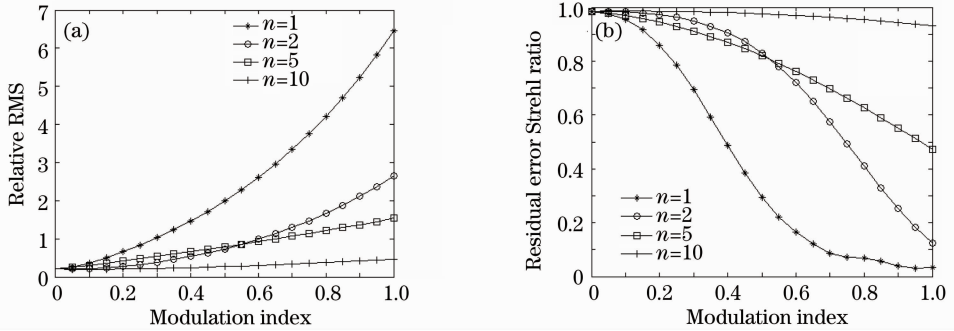 (a)
7
6
5
4
3
2
1
0
0
0.2
0.4
0.6
0.8
1.0
Relative RMS
Modulation index
n=1
n=2
n=5
n=10
(b)
1.0
0.8
0.6
0.4
0.2
0
0
0.2
0.4
0.6
0.8
1.0
Residual error Strehl ratio
Modulation index
n=1
n=2
n=5
n=10